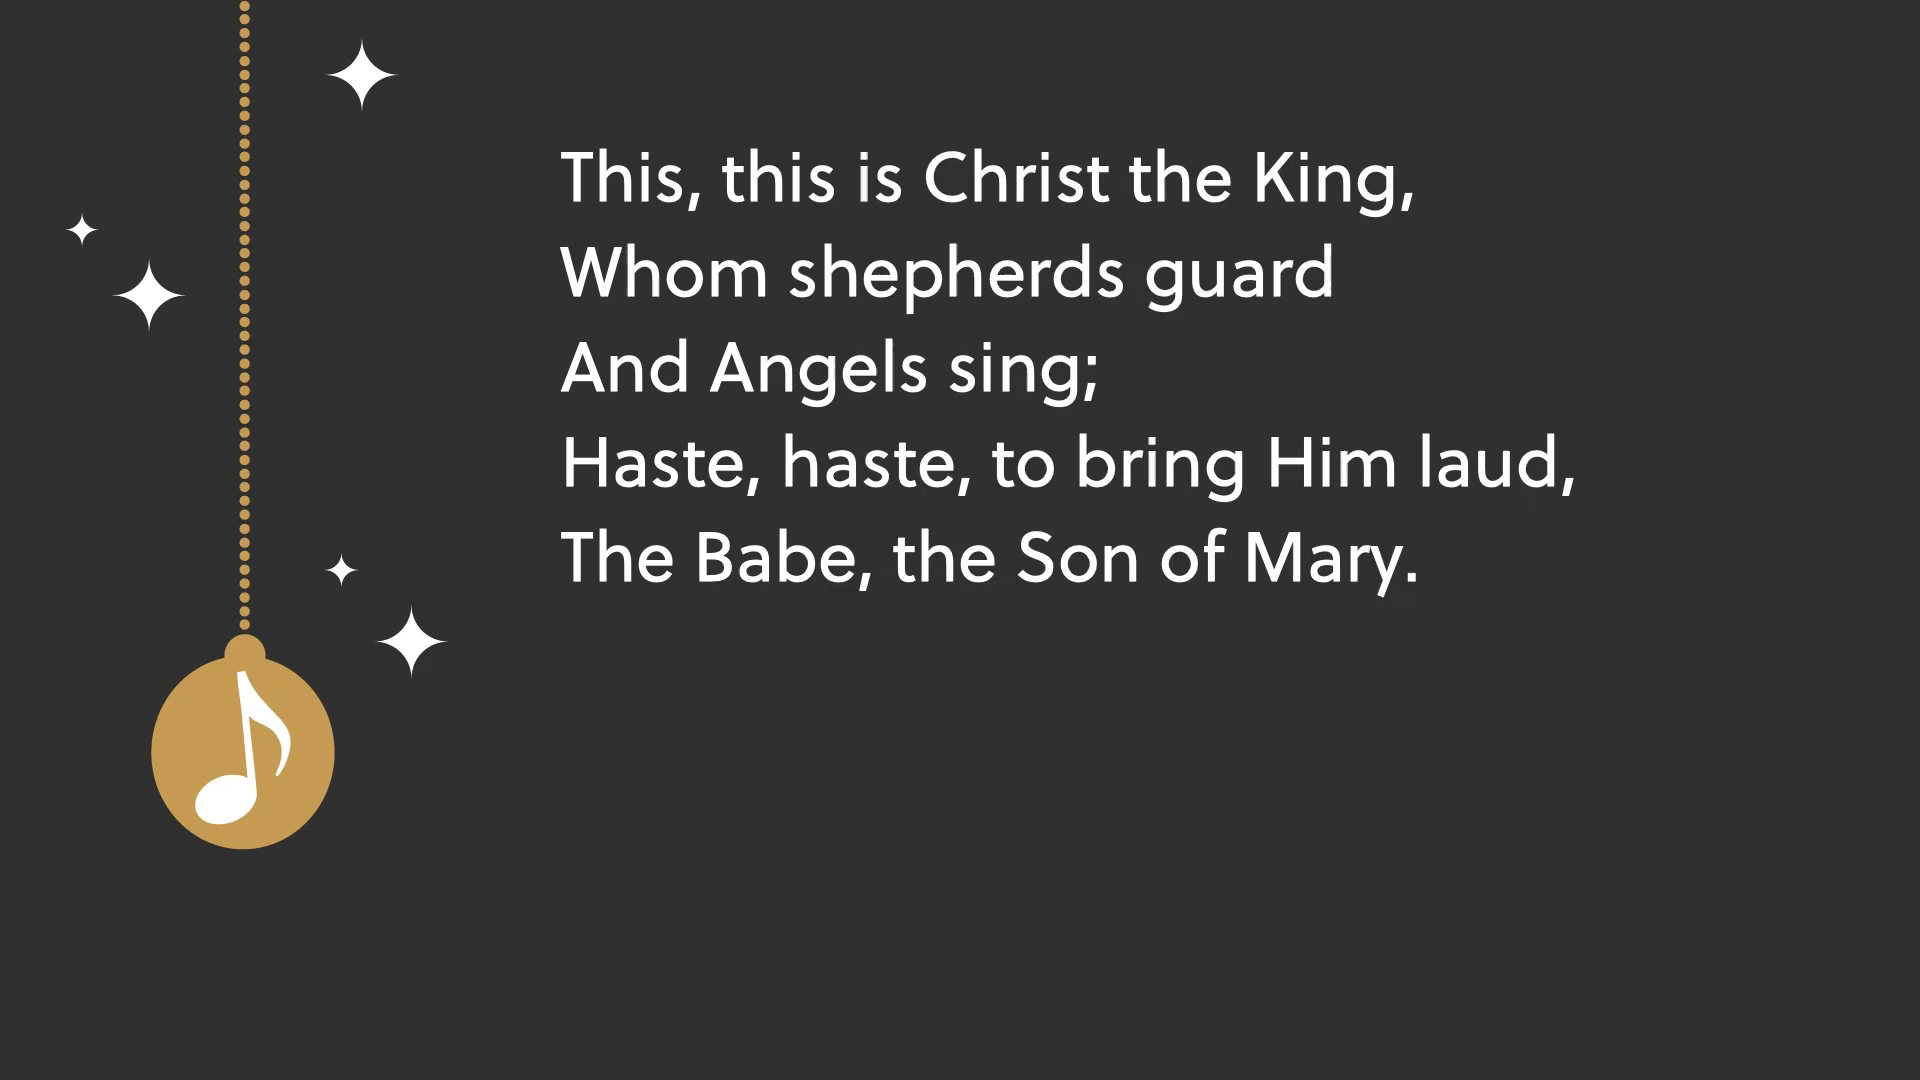 This, this is Christ the King,
Whom shepherds guard
And Angels sing;
Haste, haste, to bring Him laud,
The Babe, the Son of Mary.